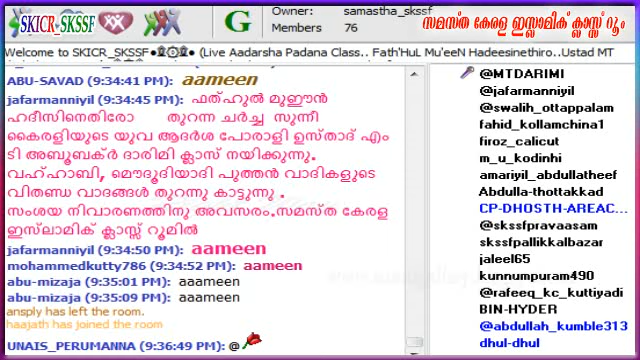 SKICR_SKSSF
G
Owner: samastha_skssf
Members 76
സമസ്ത കേരള ഇസ്ലാമിക് ക്ലാസ്സ് റൂം
Welcome to SKICR_SKSSF (Live Aadarsha Padana Class.. Fath'HuL Mu'eeN Hadeesinethiro..Ustad MT
ABU-SAVAD (9:34:41 PM): aameen
jafarmanniyil (9:34:45 PM): ഫത്ഹുൽ മുഈൻ
ഹദീസിനെതിരോ തുറന്ന ചർച്ച സുന്നീ
കൈരളിയുടെ യുവ ആദർശ പോരാളി ഉസ്താദ് എം
ടി അബൂബക്ർ ദാരിമി ക്ലാസ് നയിക്കുന്നു.
വഹ്ഹാബി, മൌദൂദിയാദി പുത്തൻ വാദികളുടെ
വിതണ്ഡ വാദങ്ങൾ തുറന്നു കാട്ടുന്നു .
സംശയ നിവാരണത്തിനു അവസരം.സമസ്ത കേരള
ഇസ്‌ലാമിക് ക്ലാസ്സ് റൂമിൽ
jafarmanniyil (9:34:50 PM): aameen
mohammedkutty786 (9:34:52 PM): aameen
abu-mizaja (9:35:01 PM): aaameen
abu-mizaja (9:35:09 PM): aaameen
ansply has left the room.
haajath has joined the room
UNAIS_PERUMANNA (9:36:49 PM): @
@MTDARIMI
@jafarmanniyil
@swalih_ottappalam
fahid_kollamchina1
firoz_calicut
m_u_kodinhi
amariyil_abdullatheef
Abdulla-thottakkad
CP-DHOSTH-AREAC...
@skssfpravaasam
skssfpallikkalbazar
jaleel65
kunnumpuram490
@rafeeq_kc_kuttiyadi
BIN-HYDER
@abdullah_kumble313
dhul-dhul